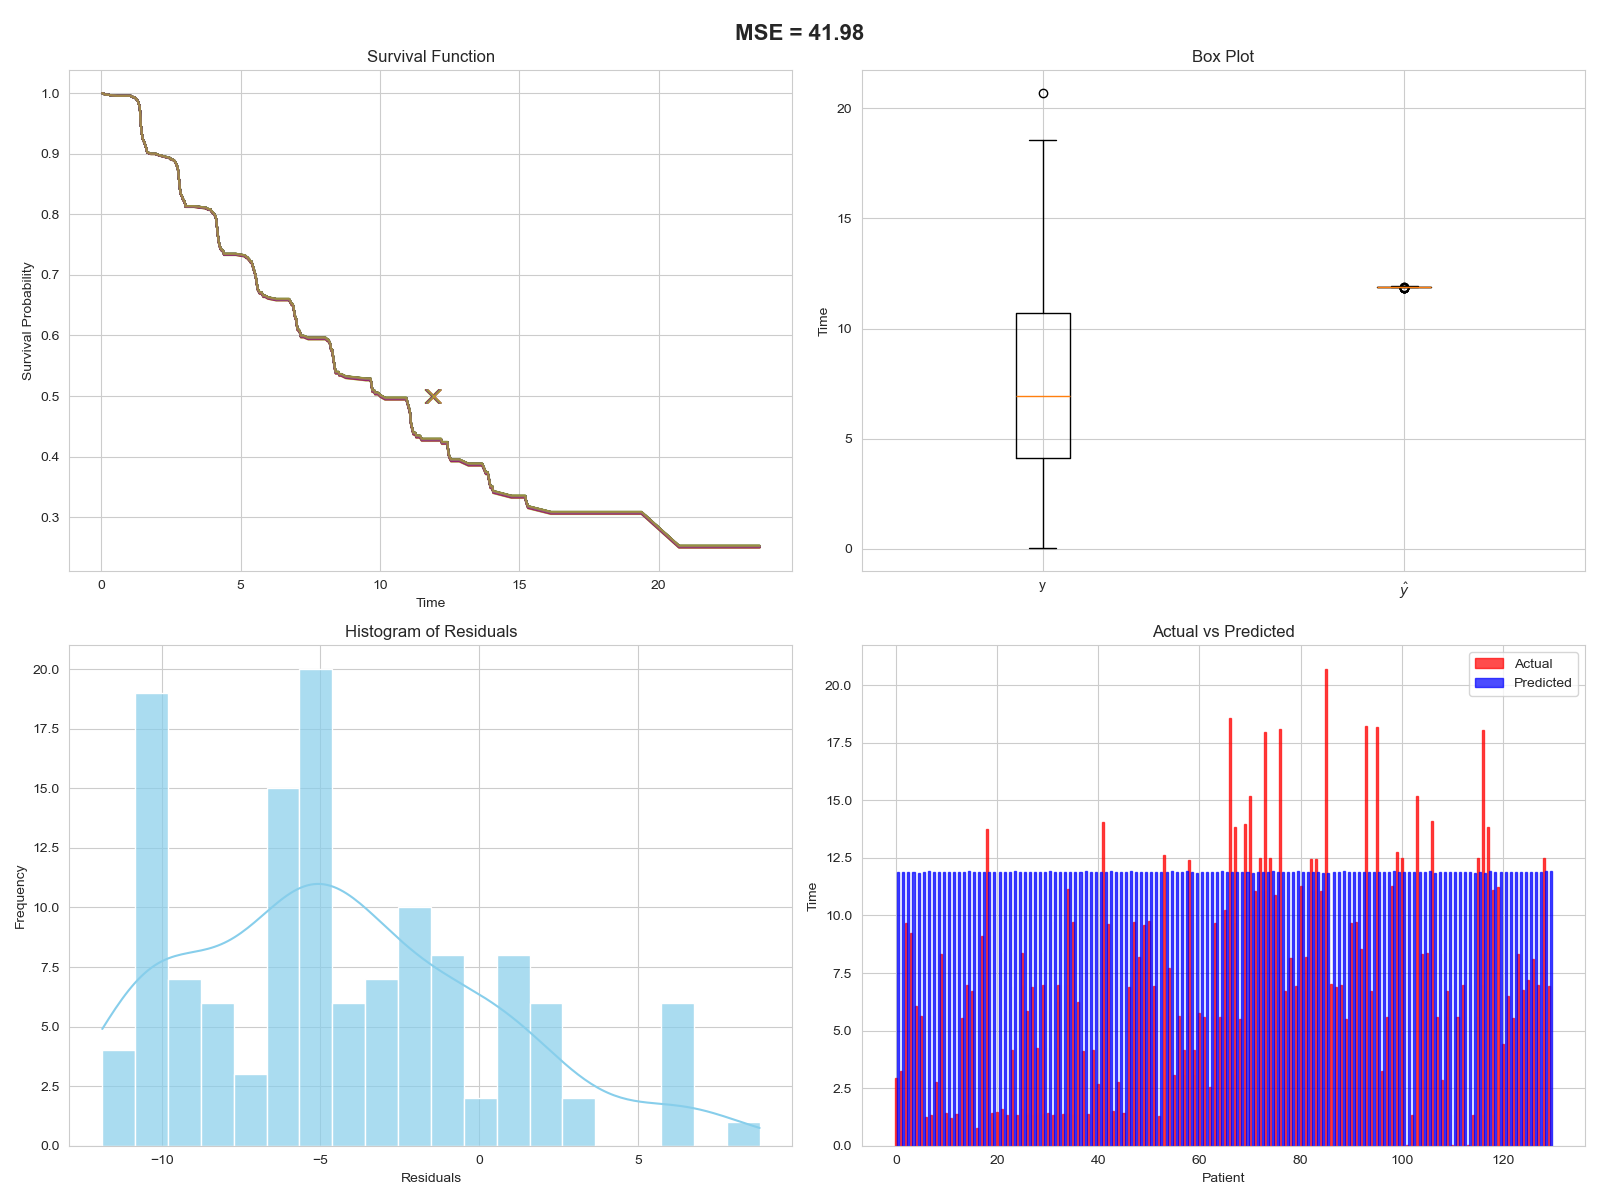 MSE = 41.98
Survival Function
1.0
0.9
0.8
0.7
0.6
0.5
0.4
0.3
Survival Probability
0 5 10 15 20
Time
Box Plot
20
15
10
5
0
Time
y ŷ
Histogram of Residuals
20.0
17.5
15.0
12.5
10.0
7.5
5.0
2.5
0.0
Frequency
−10 −5 0 5
Residuals
Actual vs Predicted
Actual
Predicted
20.0
17.5
15.0
12.5
10.0
7.5
5.0
2.5
0.0
Time
0 20 40 60 80 100 120
Patient